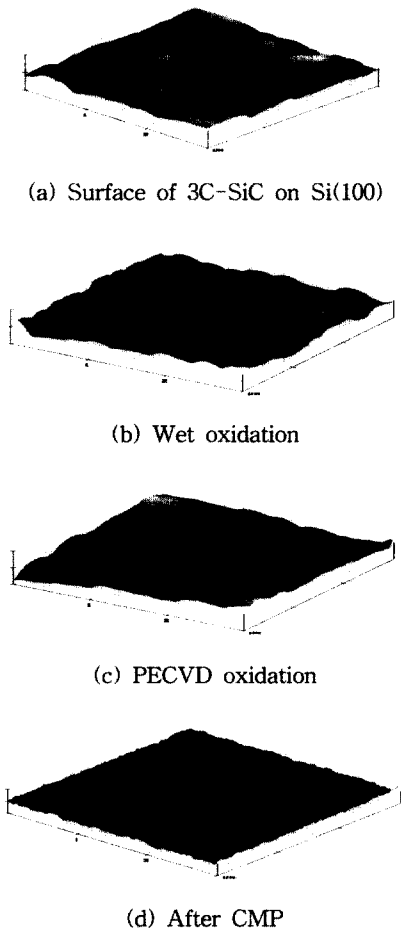 (a) Surface of 3C-SiC on Si(100)
(b) Wet oxidation
(c) PECVD oxidation
(d) After CMP